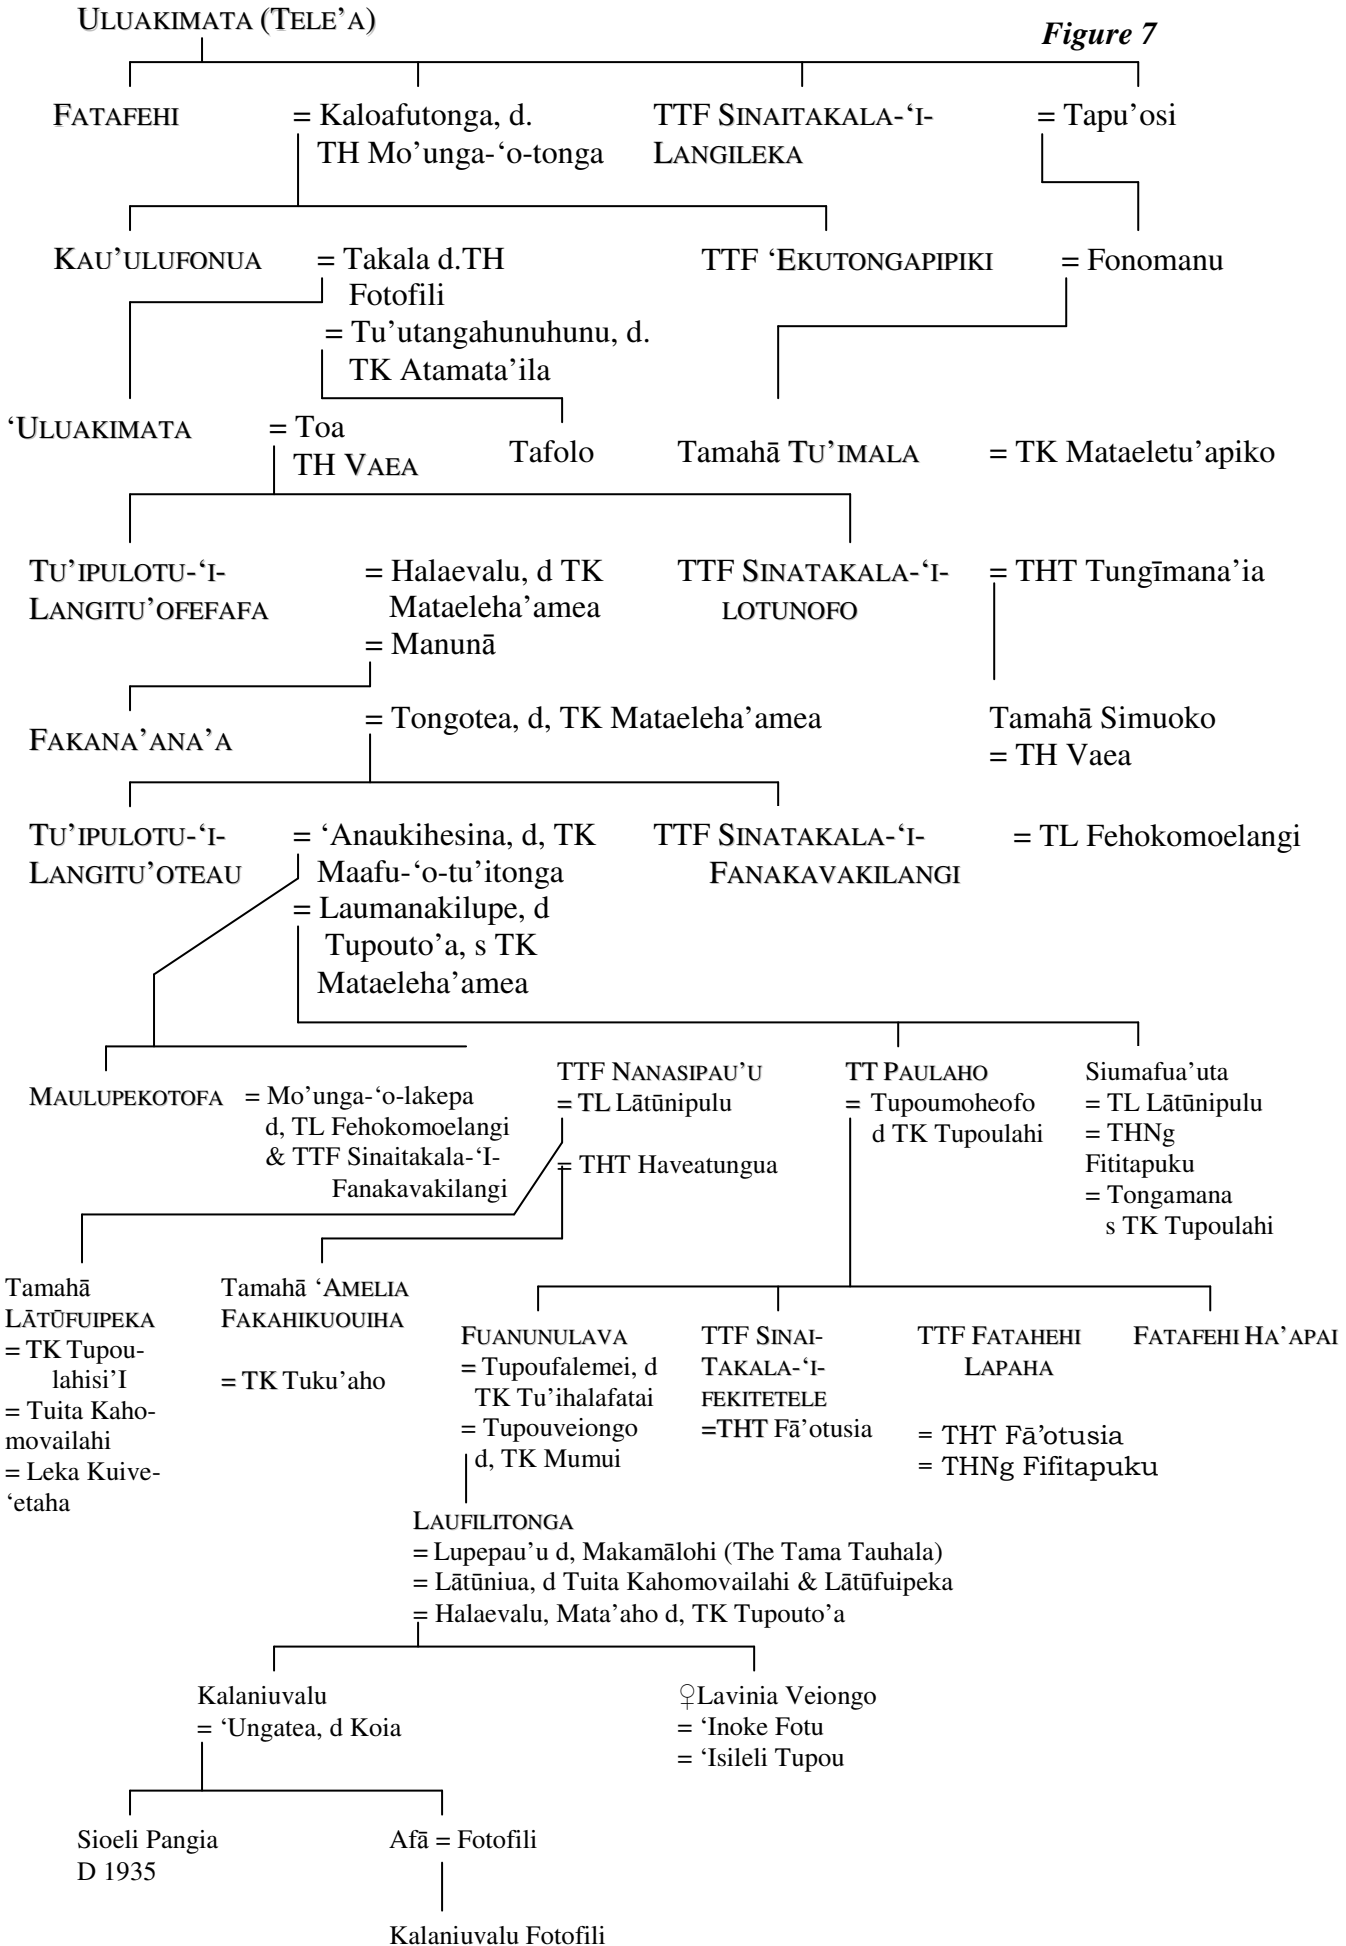 ULUAKIMATA (TELE’A)
Figure 7
FATAFEHI
= Kaloafutonga, d.
TH Mo’unga-‘o-tonga
TTF SINAITAKALA-‘I-
LANGILEKA
= Tapu’osi
KAU’ULUFONUA
= Takala d.TH
Fotofili
= Tu’utangahunuhunu, d.
TK Atamata’ila
TTF ‘EKUTONGAPIPIKI
= Fonomanu
‘ULUAKIMATA
= Toa
TH VAEA
Tafolo
Tamahā TU’IMALA
= TK Mataeletu’apiko
TU’IPULOTU-‘I-
LANGITU’OFEFAFA
= Halaevalu, d TK
Mataeleha’amea
= Manunā
TTF SINATAKALA-‘I-
LOTUNOFO
= THT Tungīmana’ia
FAKANA’ANA’A
= Tongotea, d, TK Mataeleha’amea
Tamahā Simuoko
= TH Vaea
TU’IPULOTU-‘I-
LANGITU’OTEAU
= ‘Anaukihesina, d, TK
Maafu-‘o-tu’itonga
= Laumanakilupe, d
Tupouto’a, s TK
Mataeleha’amea
TTF SINATAKALA-‘I-
FANAKAVAKILANGI
= TL Fehokomoelangi
MAULUPEKOTOFA
= Mo’unga-‘o-lakepa
d, TL Fehokomoelangi
& TTF Sinaitakala-‘I-
Fanakavakilangi
TTF NANASIPAU’U
= TL Lātūnipulu
= THT Haveatungua
TT PAULAHO
= Tupoumoheofo
d TK Tupoulahi
Siumafua’uta
= TL Lātūnipulu
= THNg
Fititapuku
= Tongamana
s TK Tupoulahi
Tamahā
LĀTŪFUIPEKA
= TK Tupou-
lahisi’I
= Tuita Kaho-
movailahi
= Leka Kuive-
‘etaha
Tamahā ‘AMELIA
FAKAHIKUOUIHA
= TK Tuku’aho
FUANUNULAVA
= Tupoufalemei, d
TK Tu’ihalafatai
= Tupouveiongo
d, TK Mumui
TTF SINAI-
TAKALA-‘I-
FEKITETELE
=THT Fā’otusia
TTF FATAHEHI
LAPAHA
= THT Fā’otusia
= THNg Fifitapuku
FATAFEHI HA’APAI
LAUFILITONGA
= Lupepau’u d, Makamālohi (The Tama Tauhala)
= Lātūniua, d Tuita Kahomovailahi & Lātūfuipeka
= Halaevalu, Mata’aho d, TK Tupouto’a
Kalaniuvalu
= ‘Ungatea, d Koia
♀Lavinia Veiongo
= ‘Inoke Fotu
= ‘Isileli Tupou
Sioeli Pangia
D 1935
Afā = Fotofili
Kalaniuvalu Fotofili